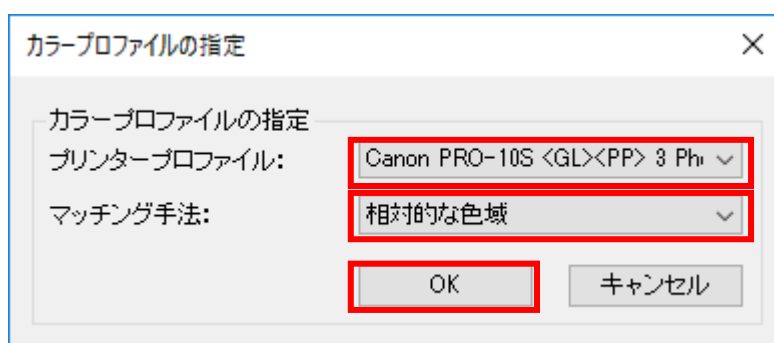 カラープロファイルの指定
カラープロファイルの指定
プリンタープロファイル: Canon PRO-10S <GL><PP> 3 Ph
マッチング手法: 相対的な色域
OK キャンセル